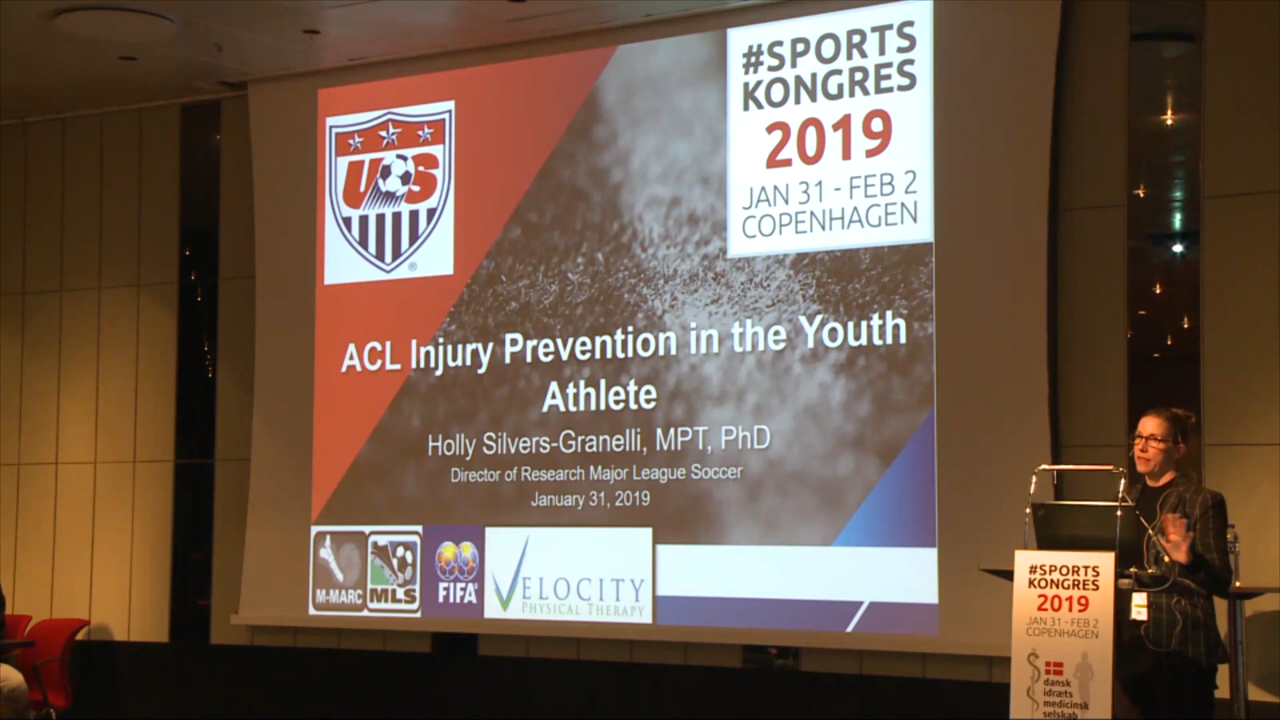 #SPORTS
KONGRES
2019
JAN 31 - FEB 2
COPENHAGEN
US
®
ACL Injury Prevention in the Youth
Athlete
Holly Silvers-Granelli, MPT, PhD
Director of Research Major League Soccer
January 31, 2019
M-MARC
MLS
FIFA
VELOCITY
PHYSICAL THERAPY
#SPORTS
KONGRES
2019
JAN 31 - FEB 2
COPENHAGEN
dansk
idræts
medicinsk
selskab